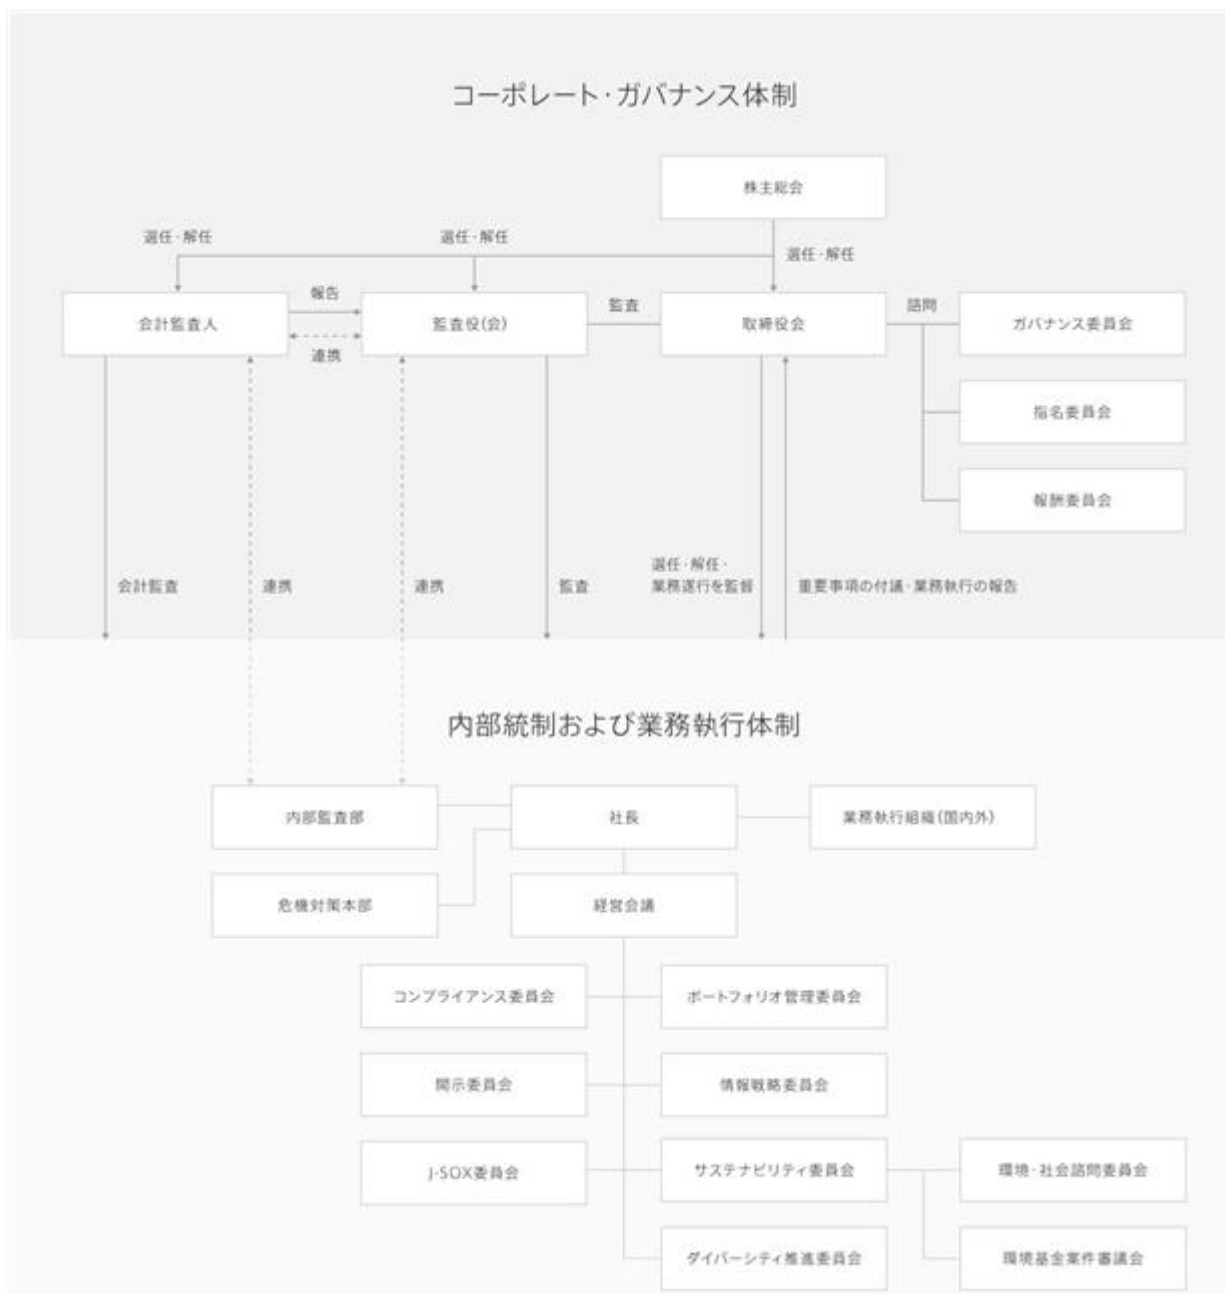 コーポレート・ガバナンス体制
株主総会
選任・解任
選任・解任
選任・解任
会計監査人
報告
連携
監査役(会)
監査
取締役会
諮問
ガバナンス委員会
指名委員会
報酬委員会
会計監査
連携
連携
監査
選任・解任・
業務遂行を監督
重要事項の付議・業務執行の報告
内部統制および業務執行体制
内部監査部
社長
業務執行組織(国内外)
危機対策本部
経営会議
コンプライアンス委員会
ポートフォリオ管理委員会
開示委員会
情報戦略委員会
J-SOX委員会
サステナビリティ委員会
環境・社会諮問委員会
ダイバーシティ推進委員会
環境基金案件審議会